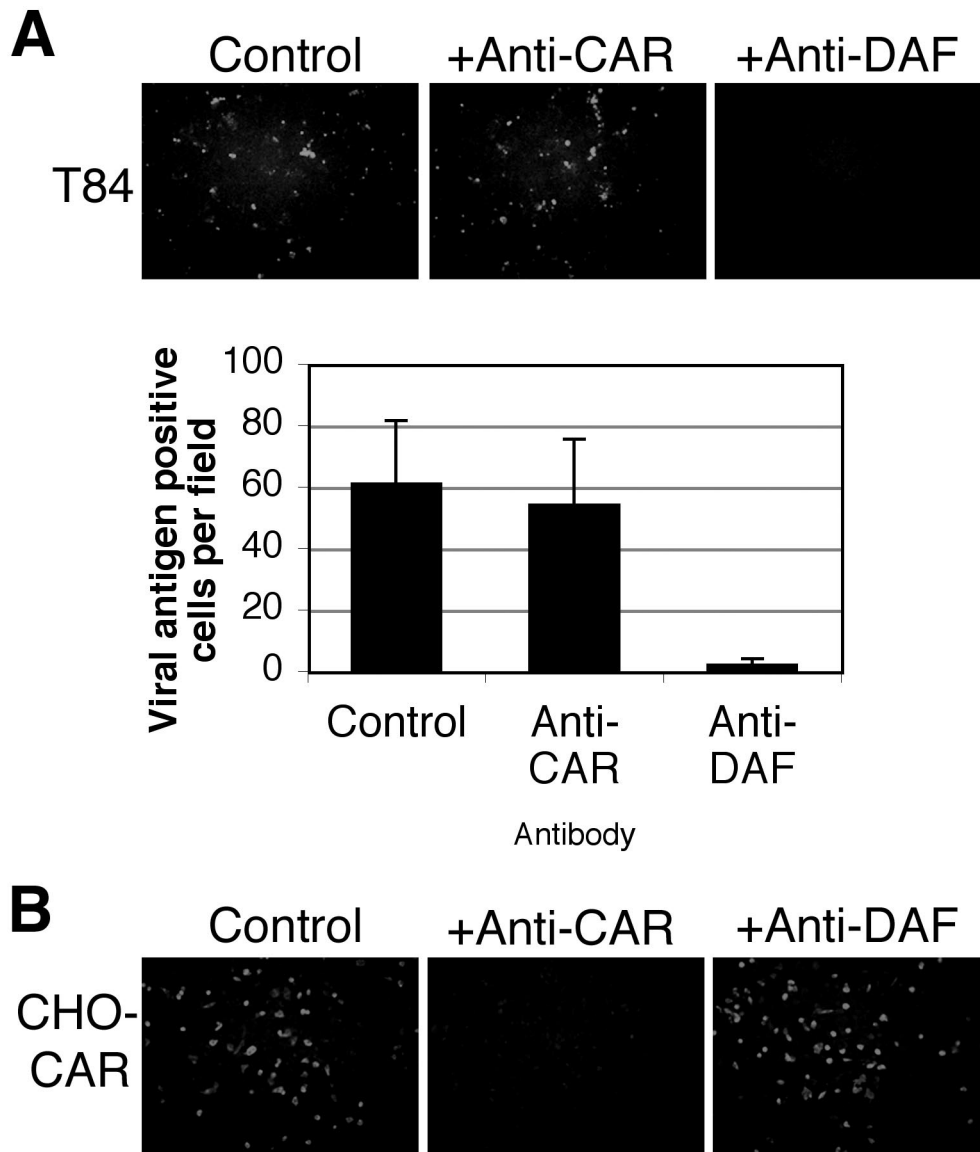 A
Control +Anti-CAR +Anti-DAF
T84
Viral antigen positive
cells per field
100
80
60
40
20
0
Control Anti- Anti-
CAR DAF
Antibody
B
Control +Anti-CAR +Anti-DAF
CHO-
CAR